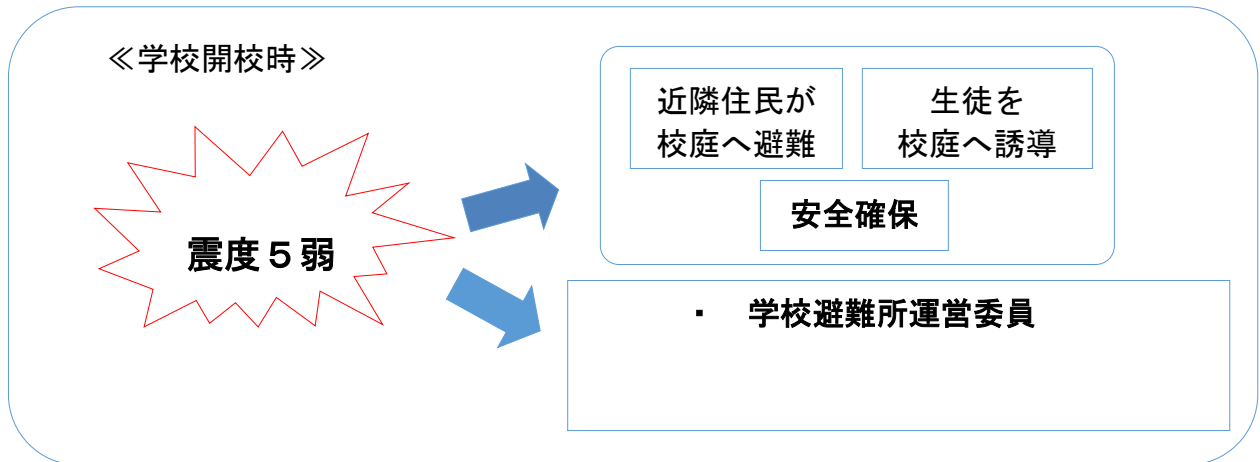 ≪学校開校時≫
近隣住民が
校庭へ避難
生徒を
校庭へ誘導
安全確保
震度５弱
・ 学校避難所運営委員